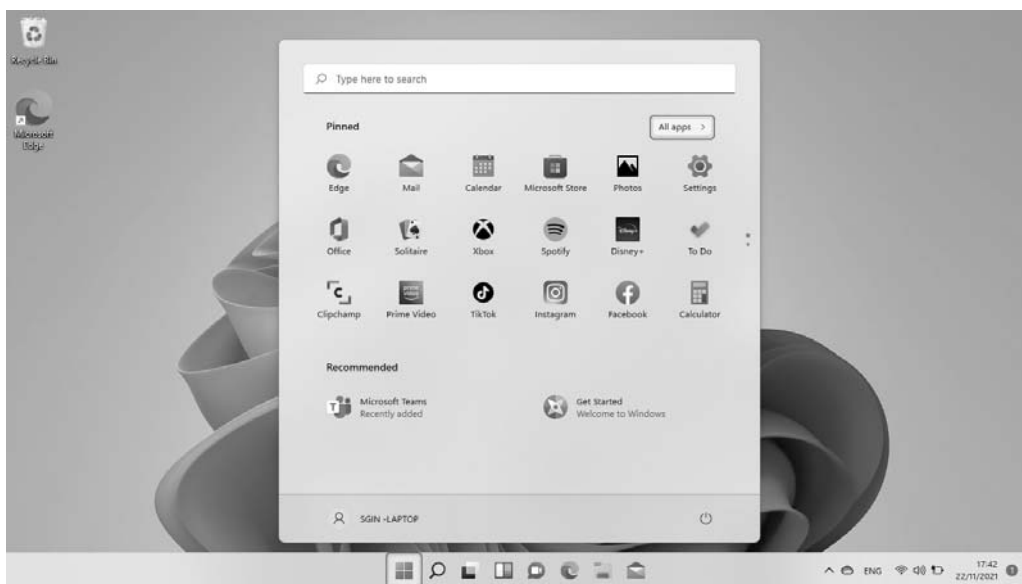 Recycle Bin
Microsoft
Edge
Type here to search
Pinned
All apps >
Edge Mail Calendar Microsoft Store Photos Settings
Office Solitaire Xbox Spotify Disney+ To Do
Clipchamp Prime Video TikTok Instagram Facebook Calculator
Recommended
Microsoft Teams
Recently added
Get Started
Welcome to Windows
SGIN -LAPTOP
ENG
17:42
22/11/2021